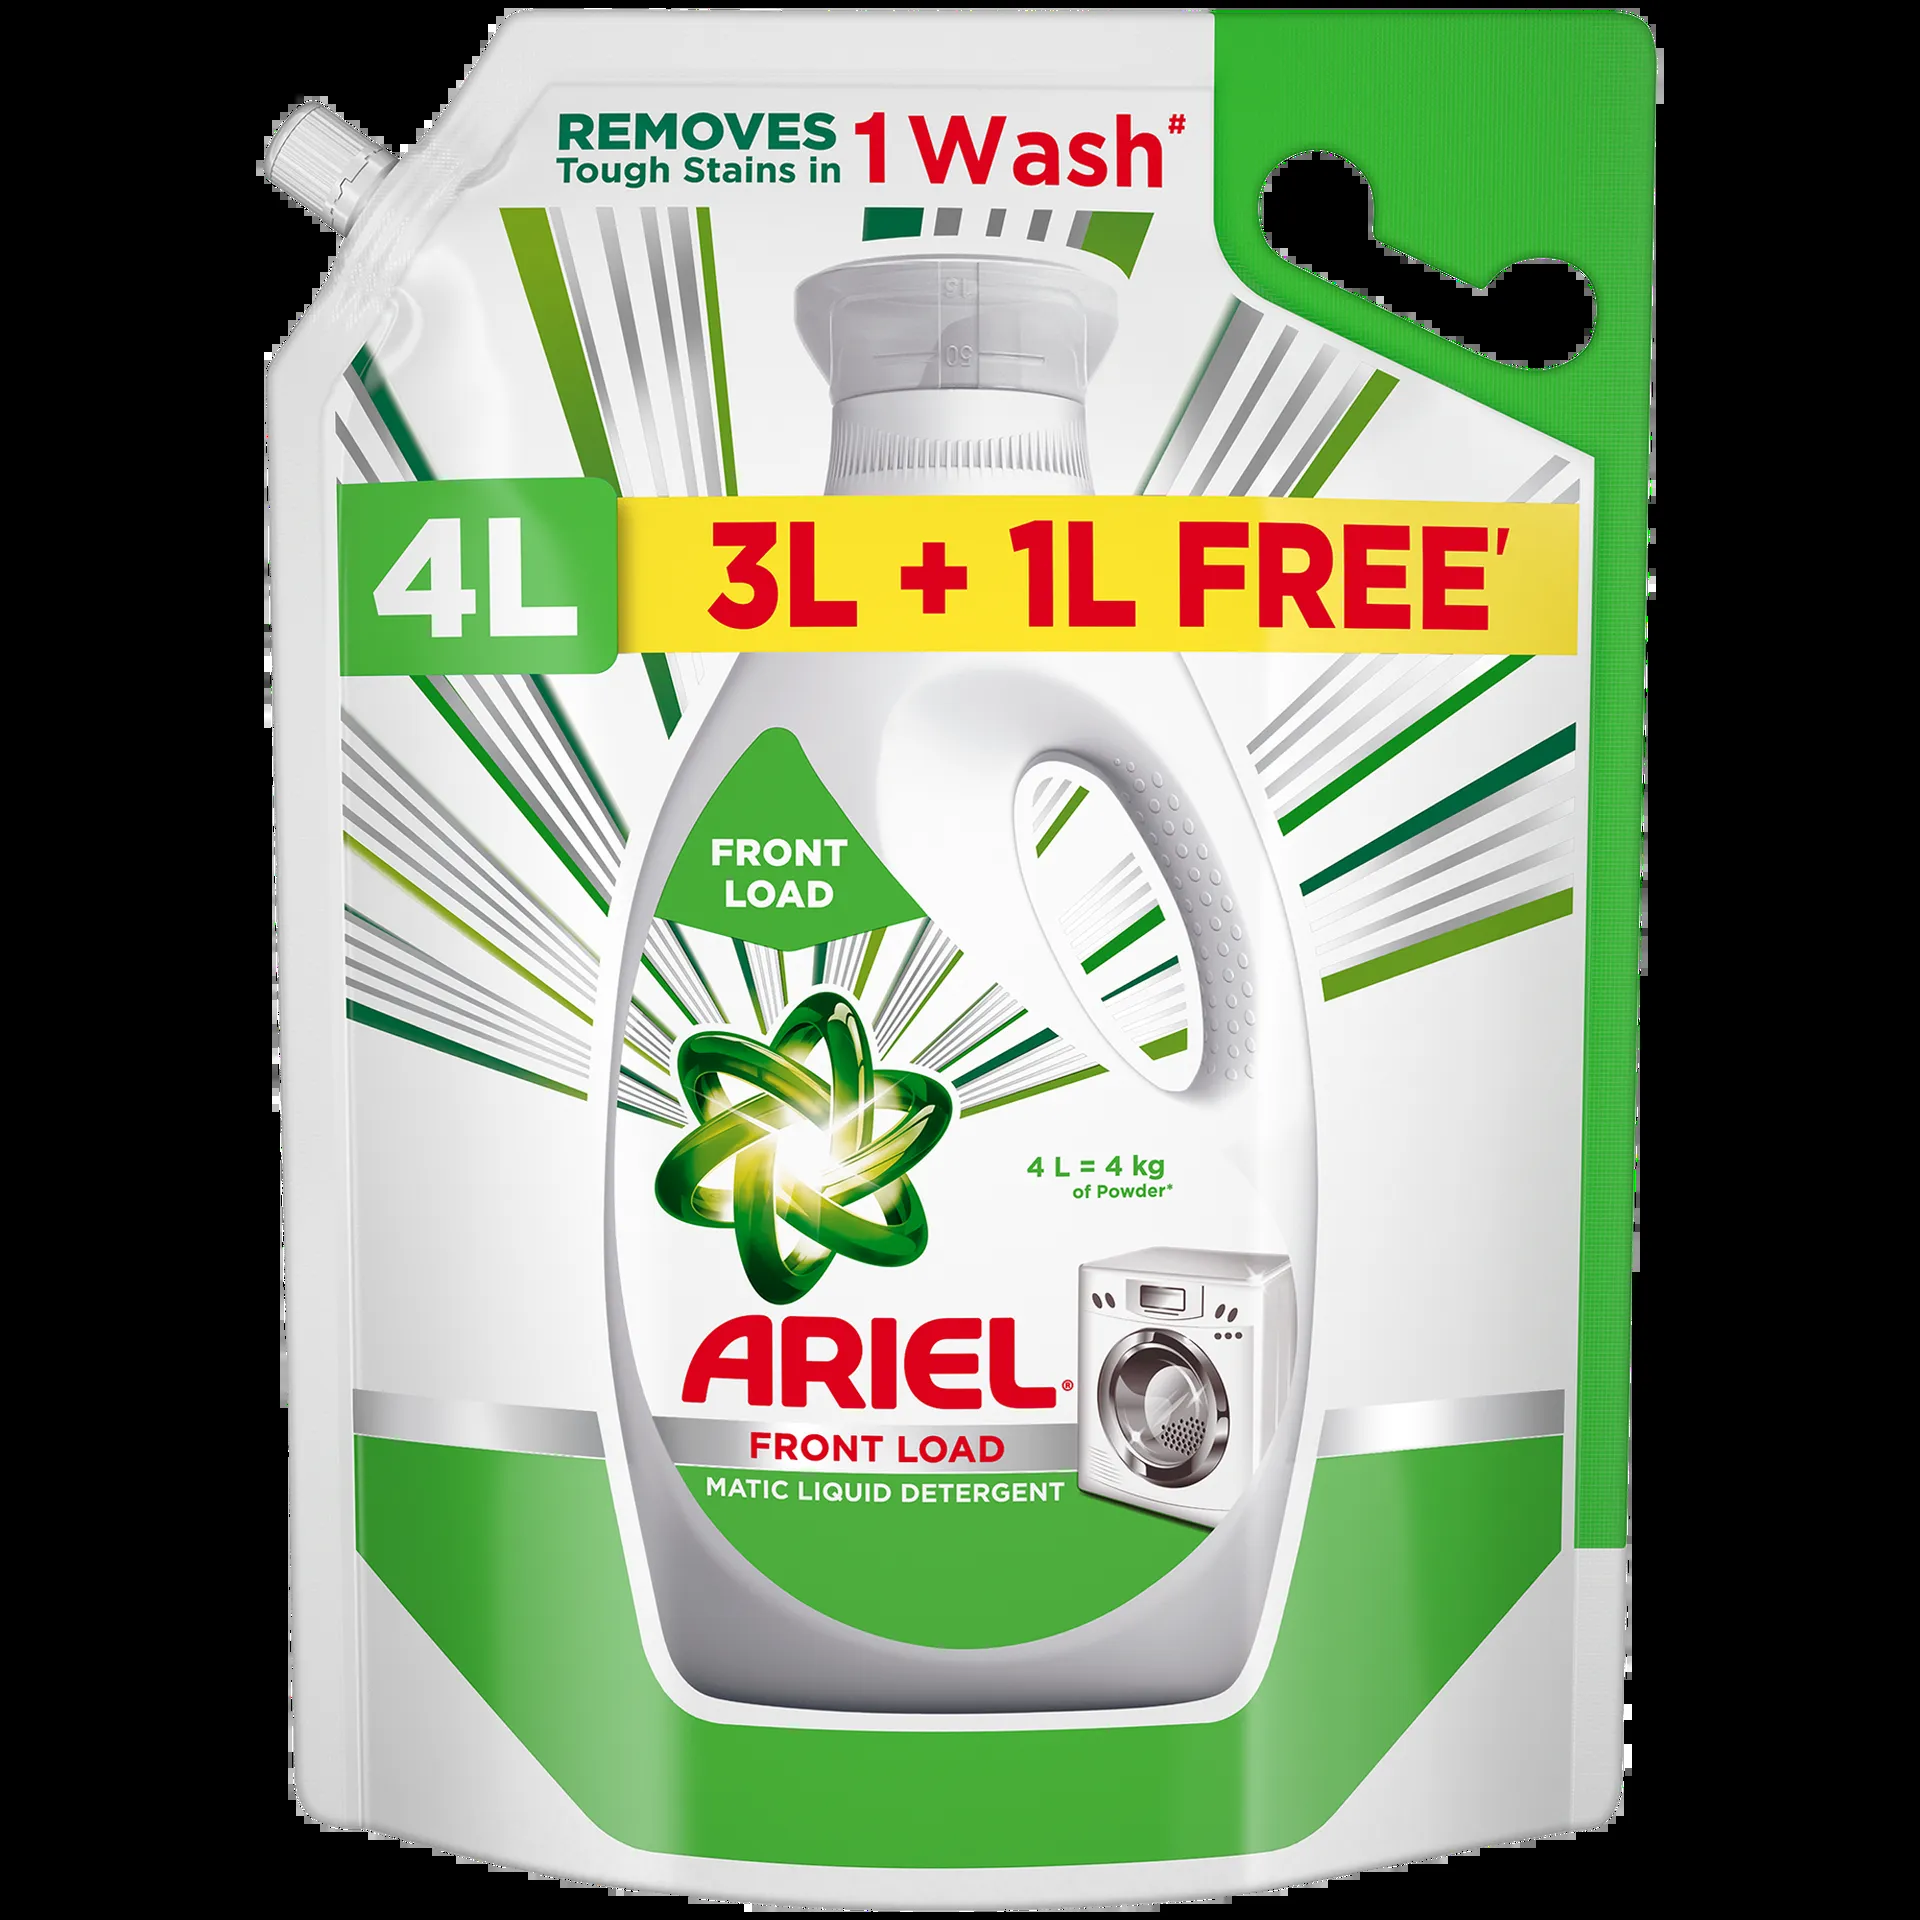 REMOVES
Tough Stains in
1 Wash#
4L
3L + 1L FREE'
FRONT
LOAD
4 L = 4 kg
of Powder*
ARIEL®
FRONT LOAD
MATIC LIQUID DETERGENT
50